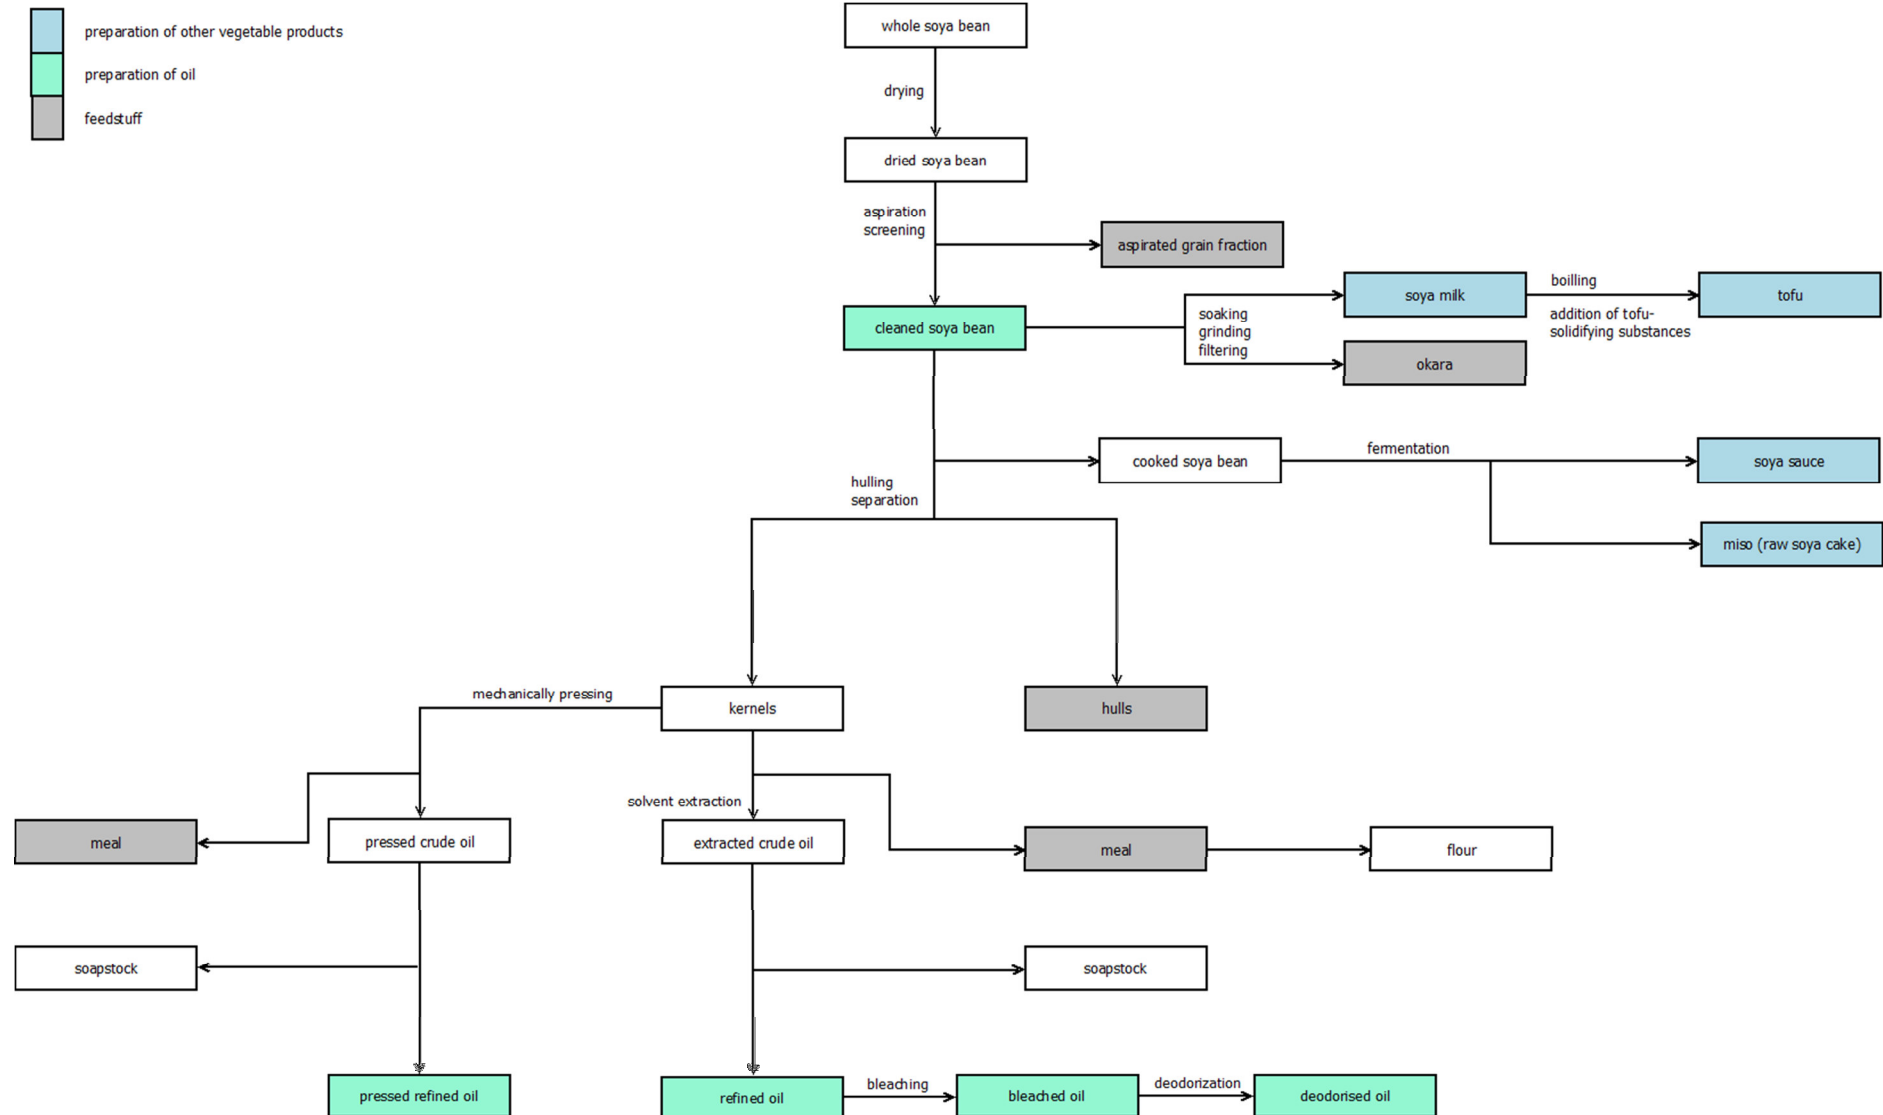 preparation of other vegetable products
preparation of oil
feedstuff
whole soya bean
drying
dried soya bean
aspiration
screening
aspirated grain fraction
cleaned soya bean
soaking
grinding
filtering
soya milk
boilling
addition of tofu-
solidifying substances
tofu
okara
cooked soya bean
fermentation
soya sauce
miso (raw soya cake)
hulling
separation
mechanically pressing
kernels
hulls
meal
pressed crude oil
solvent extraction
extracted crude oil
meal
flour
soapstock
soapstock
pressed refined oil
refined oil
bleaching
bleached oil
deodorization
deodorised oil